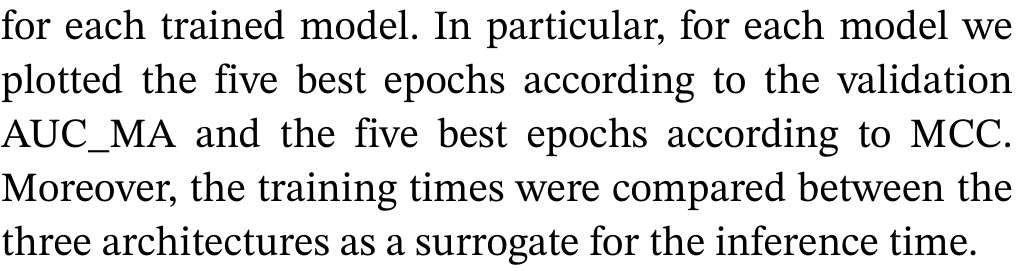 for each trained model. In particular, for each model we
plotted the five best epochs according to the validation
AUC_MA and the five best epochs according to MCC.
Moreover, the training times were compared between the
three architectures as a surrogate for the inference time.